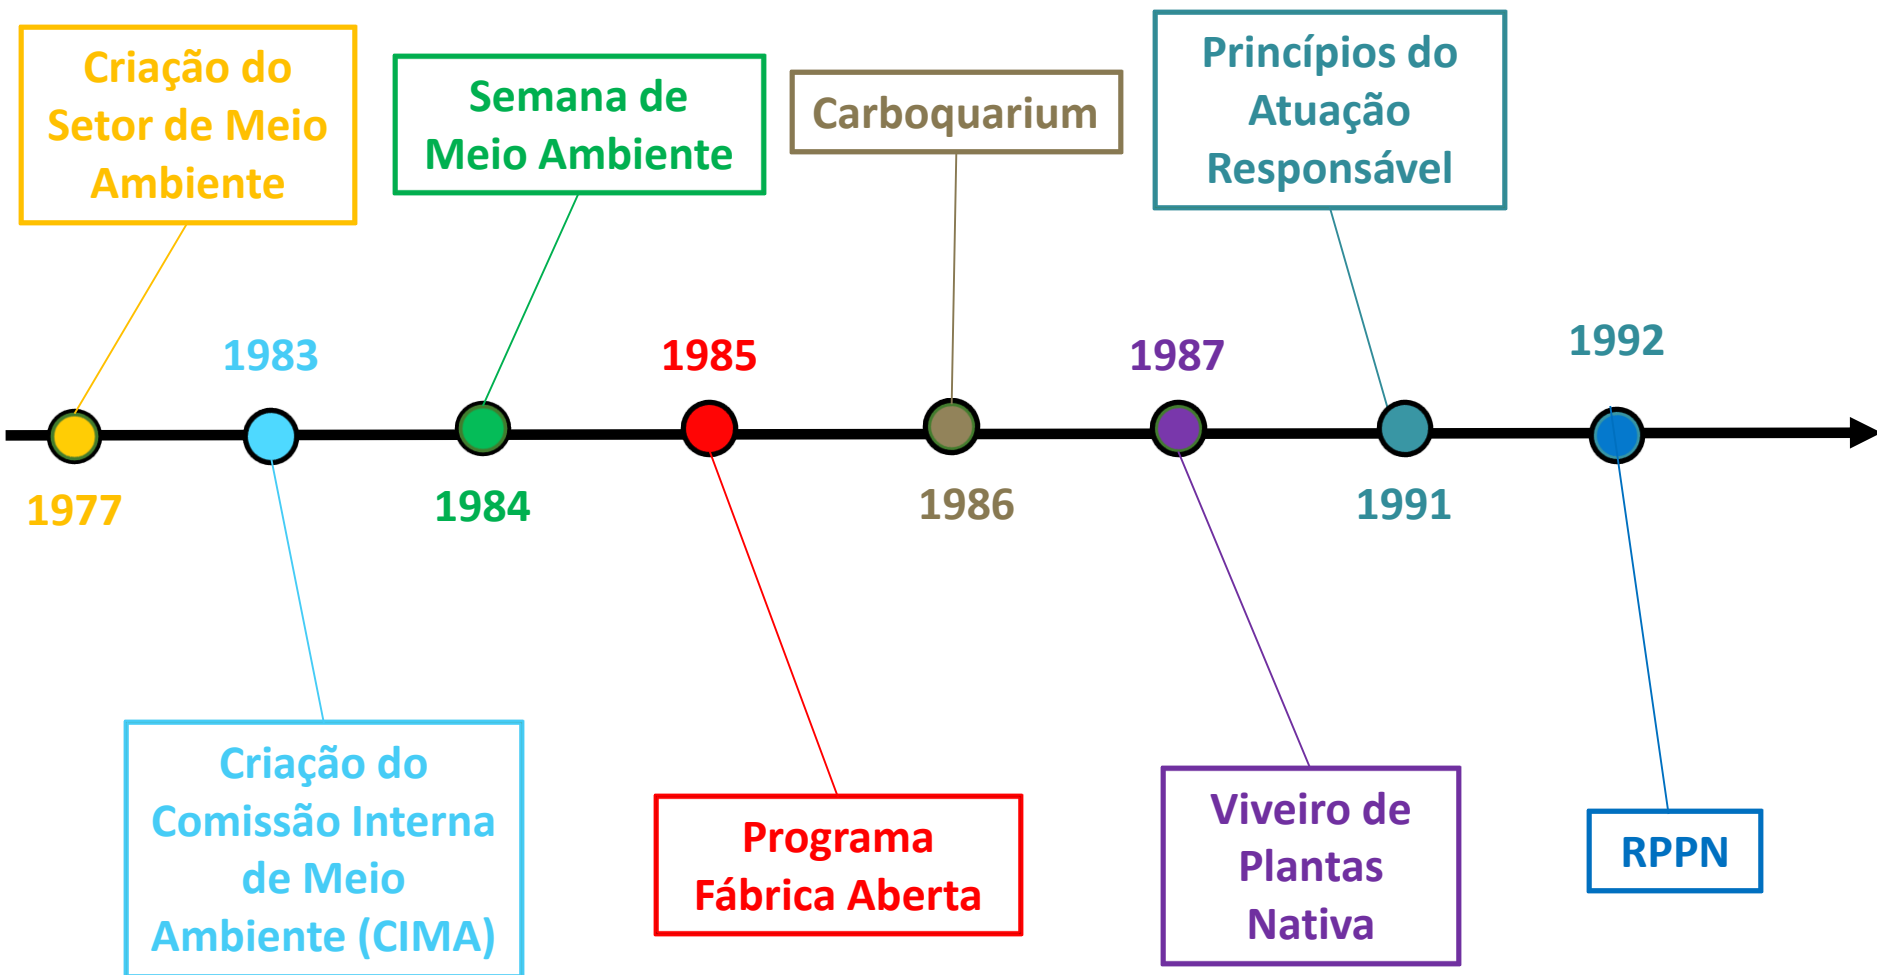 Criação do
Setor de Meio
Ambiente
Semana de
Meio Ambiente
Carboquarium
Princípios do
Atuação
Responsável
1983
1985
1987
1992
1977
1984
1986
1991
Criação do
Comissão Interna
de Meio
Ambiente (CIMA)
Programa
Fábrica Aberta
Viveiro de
Plantas
Nativa
RPPN